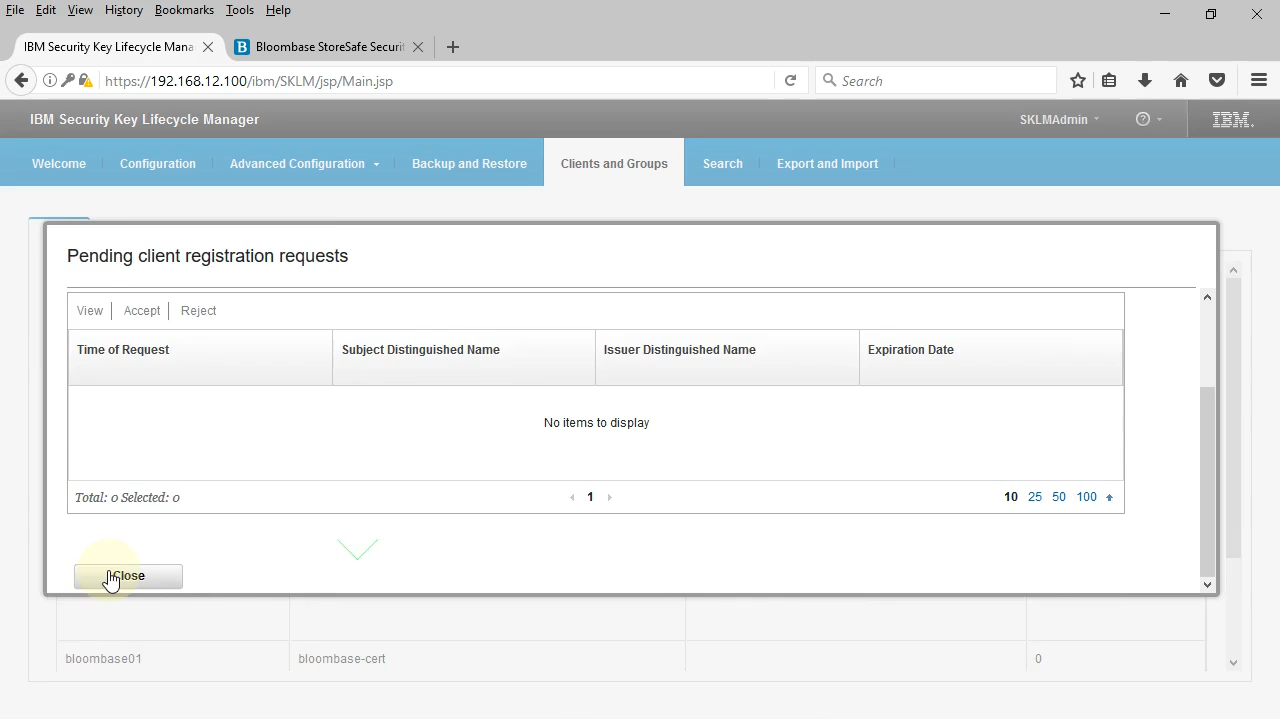 File Edit View History Bookmarks Tools Help
IBM Security Key Lifecycle Mana
B Bloombase StoreSafe Securit
https://192.168.12.100/ibm/SKLM/jsp/Main.jsp
Search
IBM Security Key Lifecycle Manager
SKLMAdmin
IBM
Welcome Configuration Advanced Configuration Backup and Restore Clients and Groups Search Export and Import
Pending client registration requests
View Accept Reject
Time of Request Subject Distinguished Name Issuer Distinguished Name Expiration Date
No items to display
Total: 0 Selected: 0
1
10 25 50 100
Close
bloombase01 bloombase-cert 0